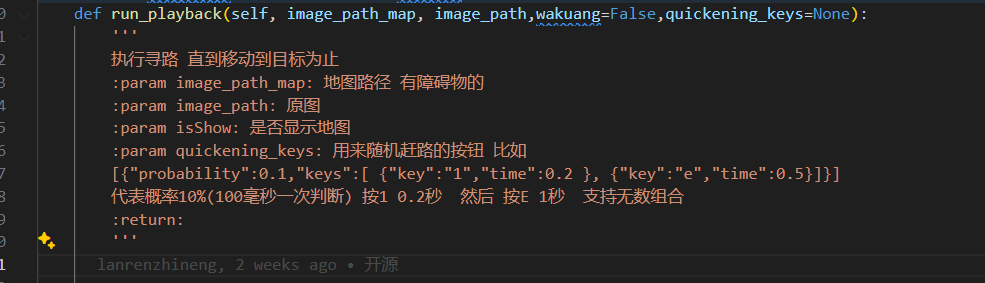 0 def run_playback(self, image_path_map, image_path,wakuang=False,quickening_keys=None):
1 '''
2 执行寻路 直到移动到目标为止
3 :param image_path_map: 地图路径 有障碍物的
4 :param image_path: 原图
5 :param isShow: 是否显示地图
6 :param quickening_keys: 用来随机赶路的按钮 比如
7 [{"probability":0.1,"keys":[ {"key":"1","time":0.2 }, {"key":"e","time":0.5}]}]
8 代表概率10%(100毫秒一次判断) 按1 0.2秒  然后 按E 1秒  支持无数组合
9 :return:
0 '''
1 lanrenzhineng, 2 weeks ago • 开源